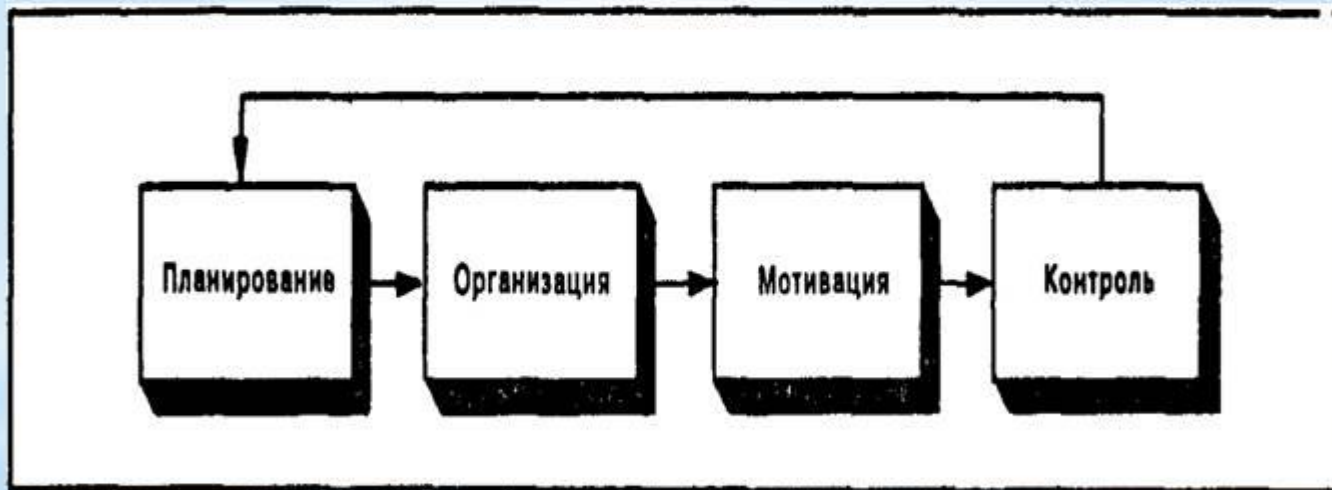 Планирование
Организация
Мотивация
Контроль